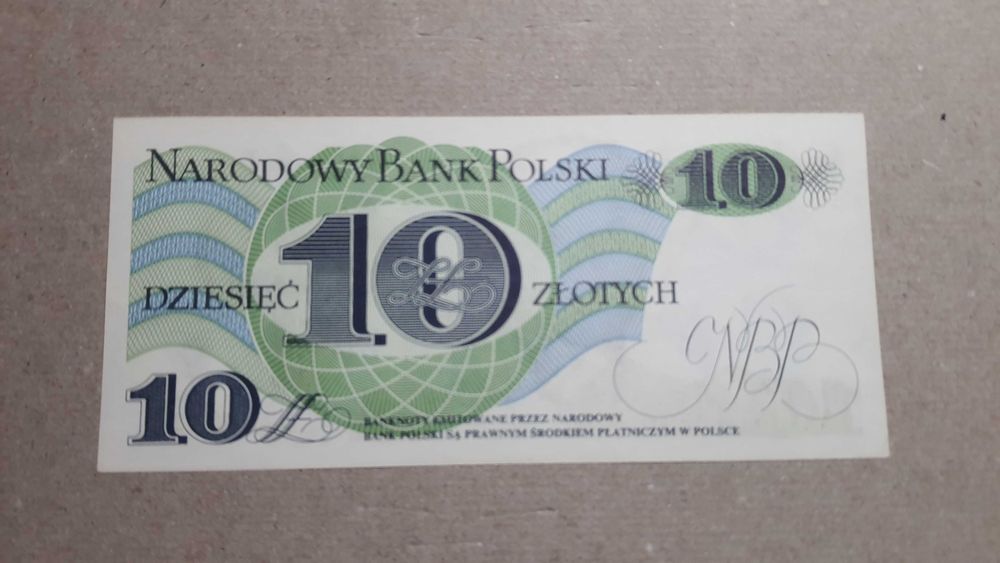 NARODOWY BANK POLSKI
10
10
DZIESIĘĆ ZŁOTYCH
NBP
10 zł
BANKNOTY EMITOWANE PRZEZ NARODOWY
BANK POLSKI SĄ PRAWNYM ŚRODKIEM PŁATNICZYM W POLSCE